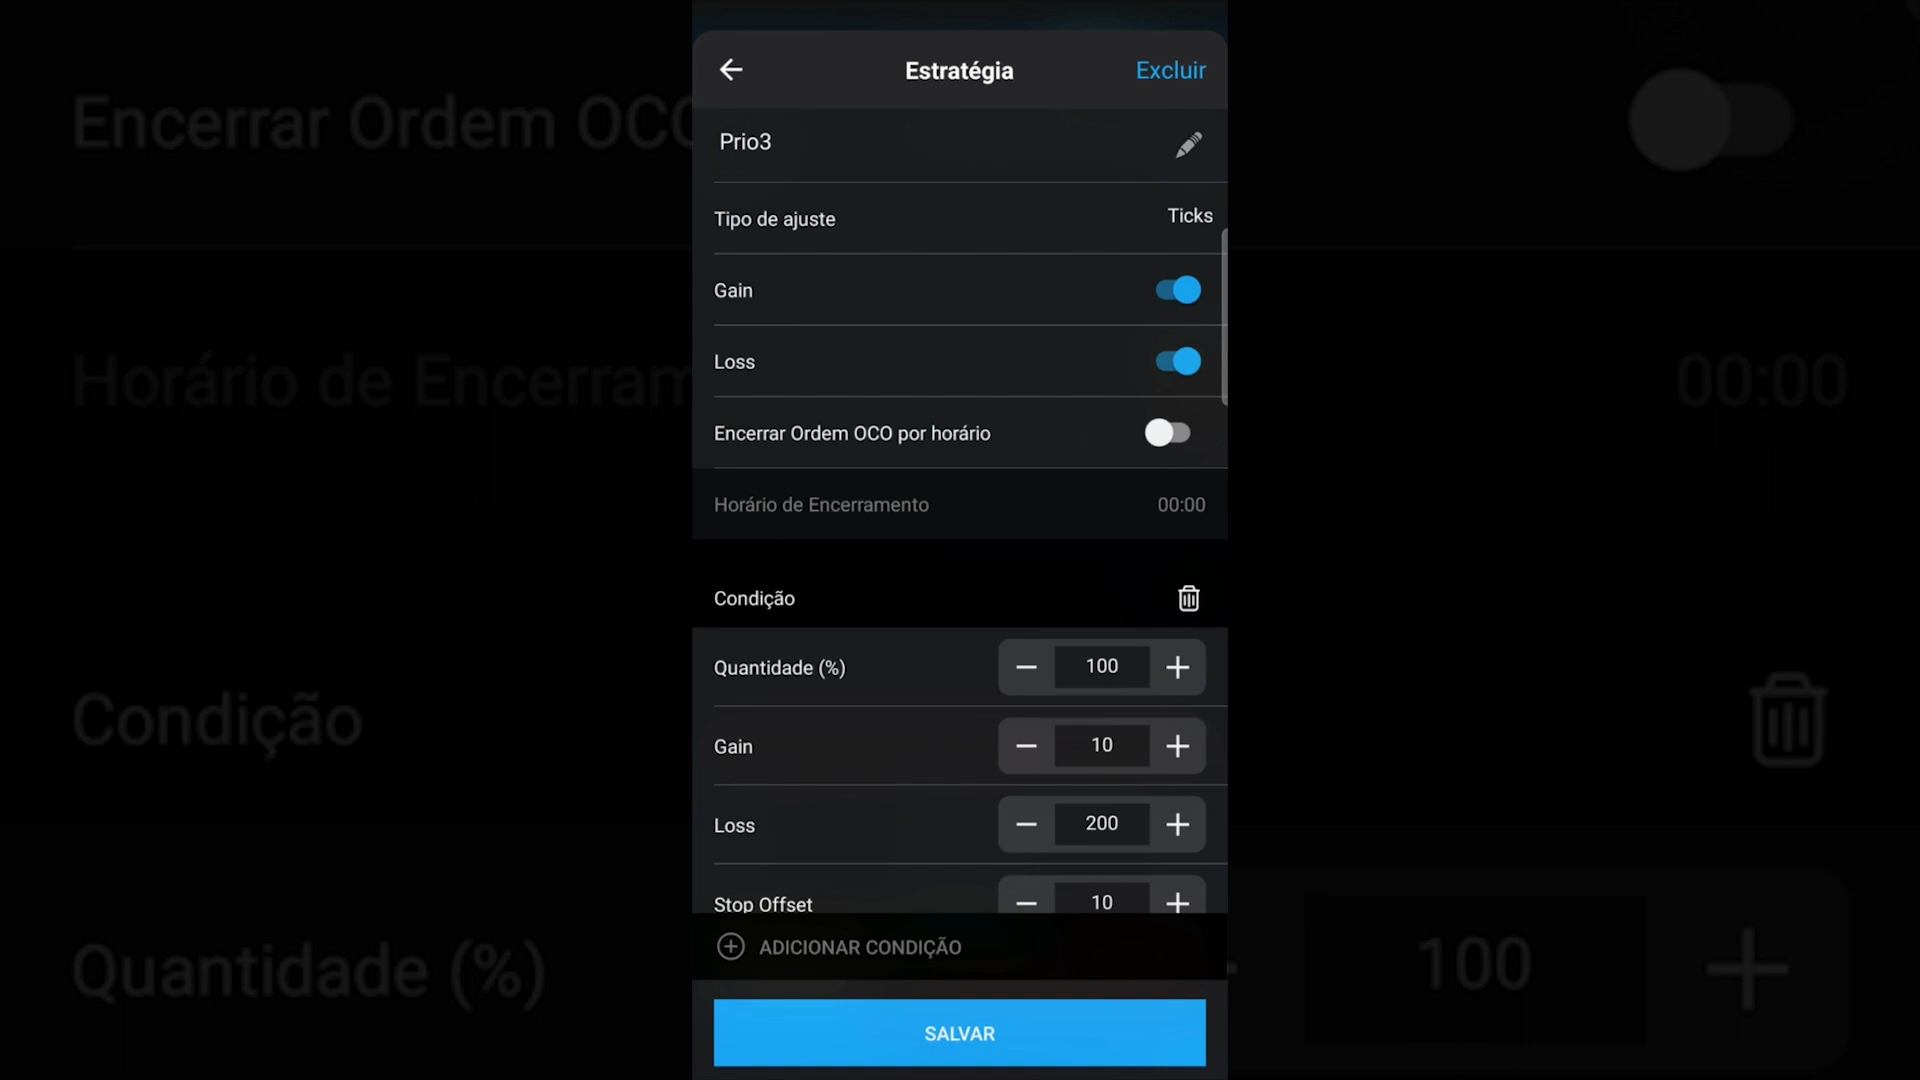 Estratégia
Excluir
Prio3
Tipo de ajuste
Ticks
Gain
Loss
Encerrar Ordem OCO por horário
Horário de Encerramento
00:00
Condição
Quantidade (%)
100
Gain
10
Loss
200
Stop Offset
10
ADICIONAR CONDIÇÃO
SALVAR
Encerrar Ordem OCO
Horário de Encerram
00:00
Condição
Quantidade (%)
100